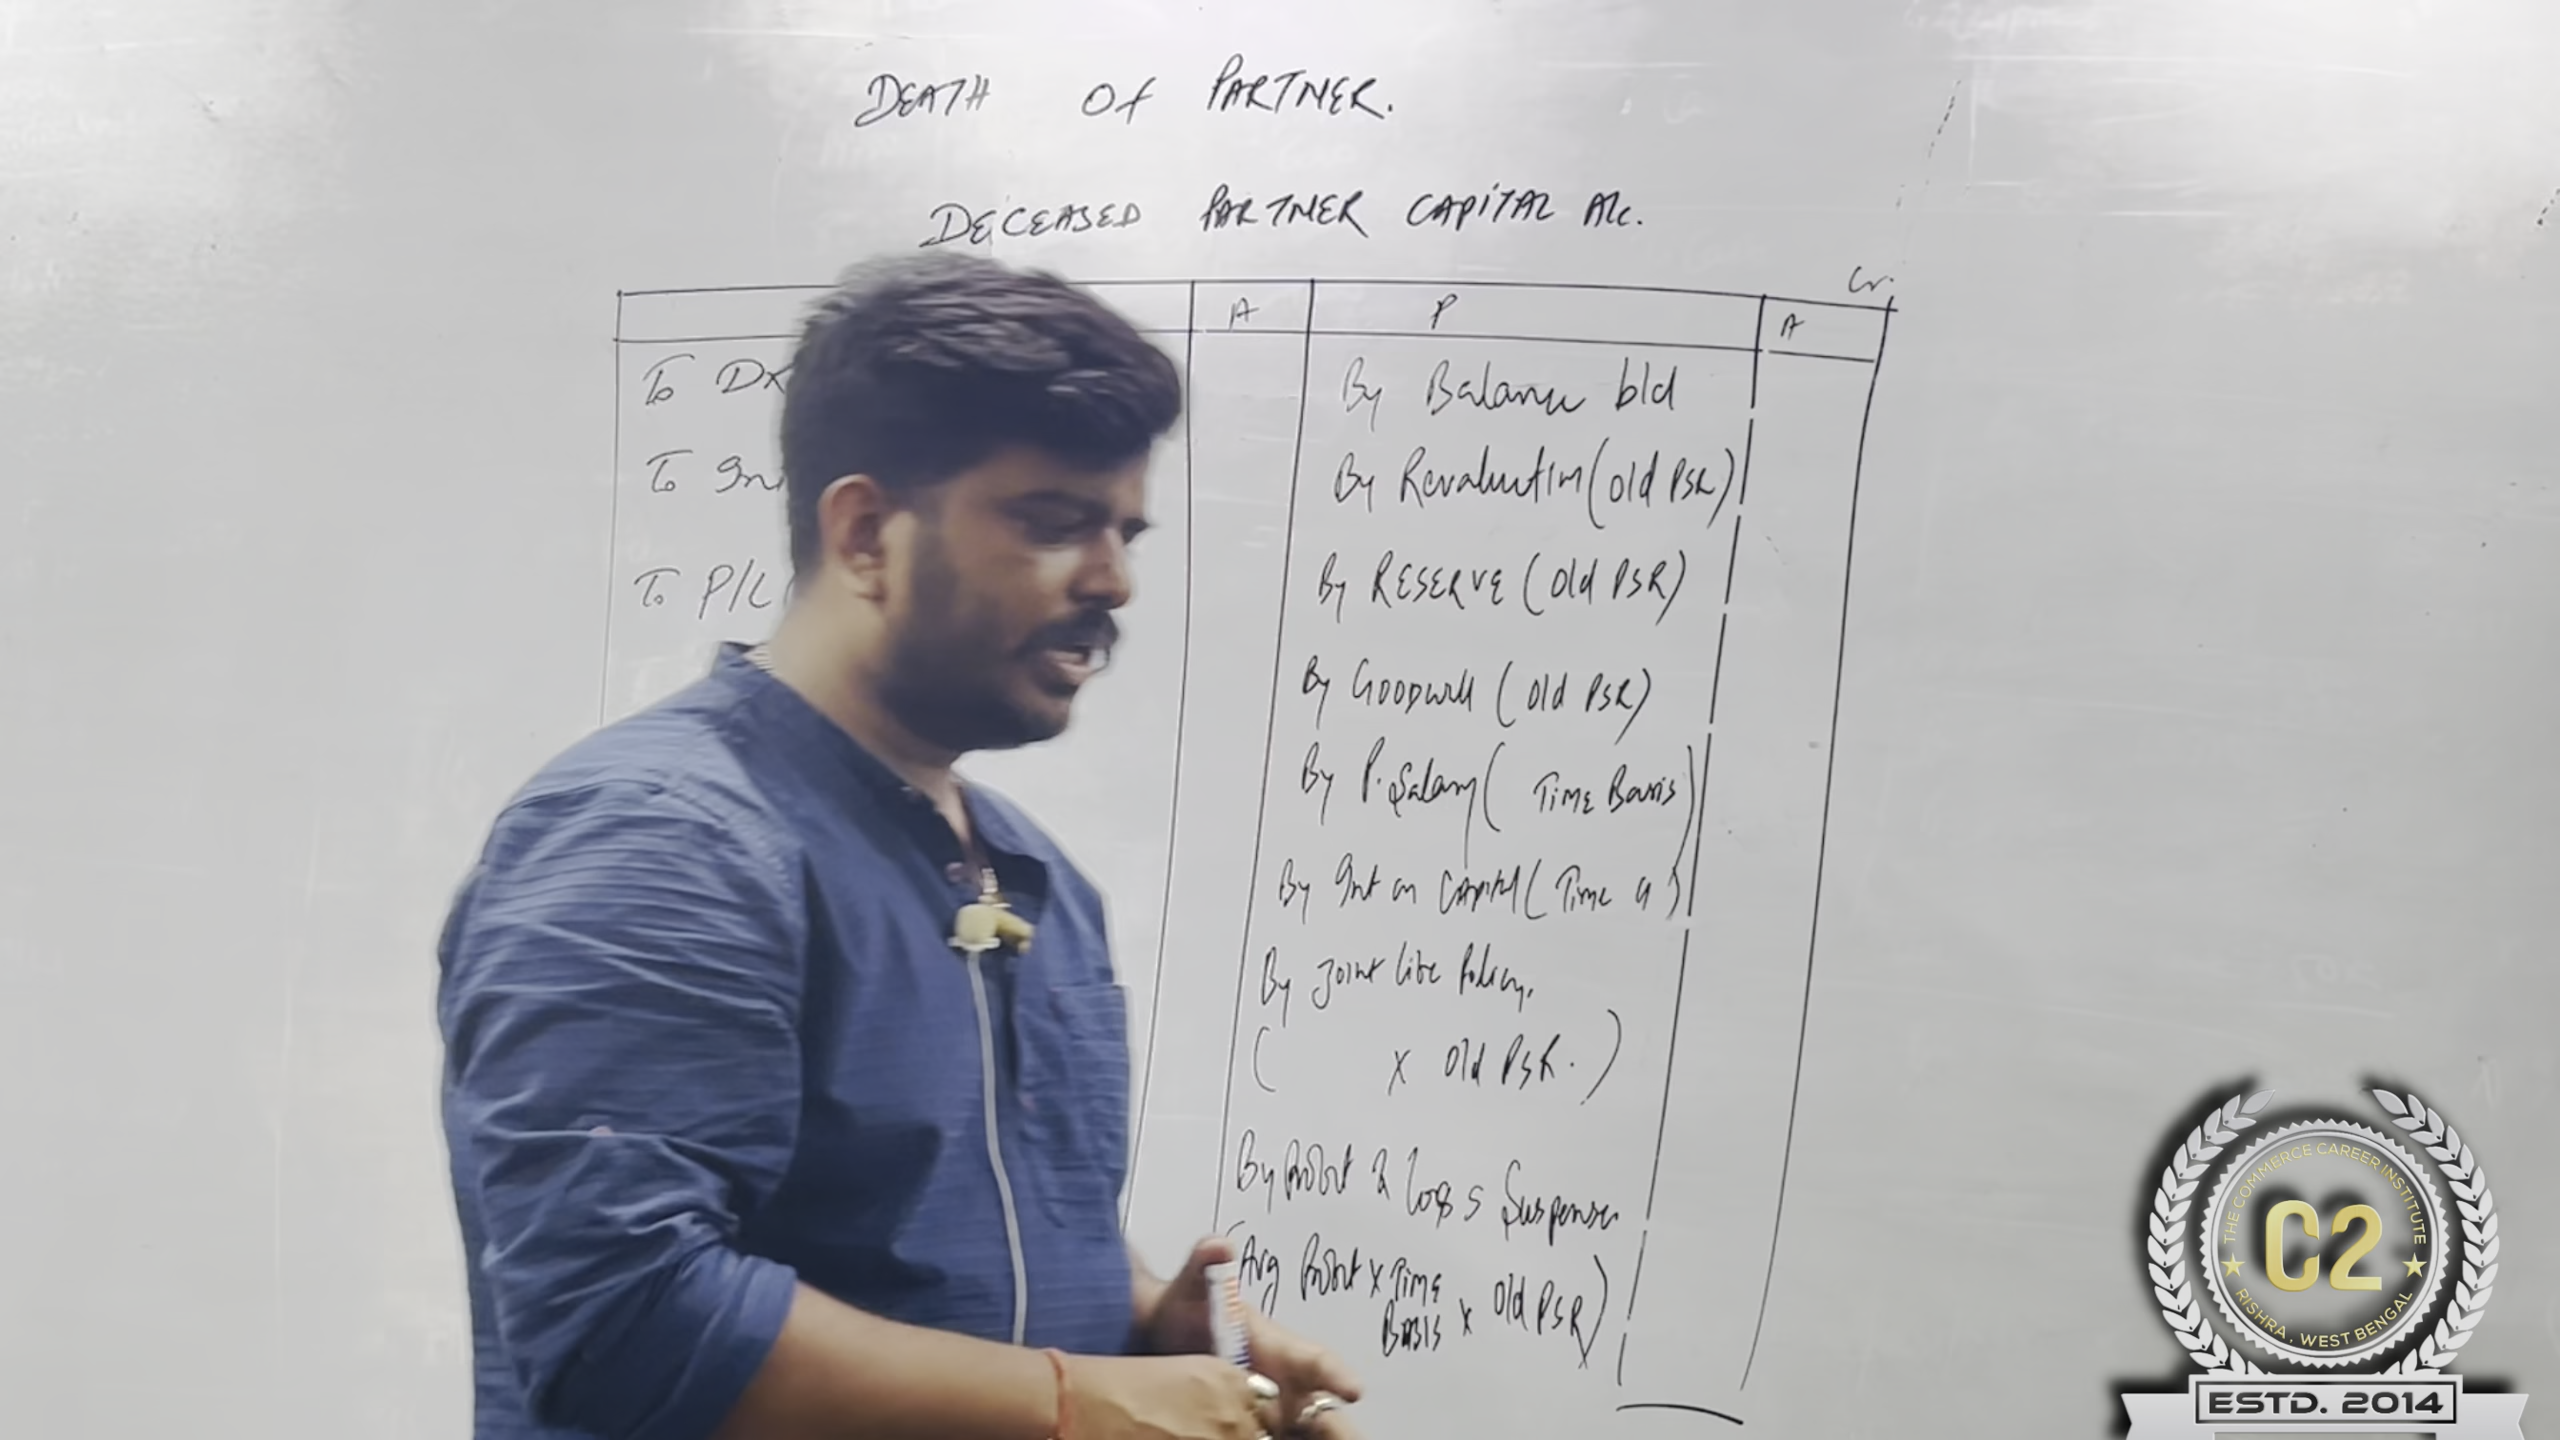 DEATH Of PARTNER.
DECEASED PARTNER CAPITAL A/c.
Cr.
A P A
To
By Balance b/d
To
By Revaluation (old PSR)
To P/L
By RESERVE (old PSR)
By GOODWILL (old PSR)
By P. Salary (Time Basis)
By Int on Capital (Time ")
By Joint Life Policy.
( x Old PSR.)
By Profit & Loss Suspense
(Avg Profit x Time
Basis x Old PSR)
THE COMMERCE CAREER INSTITUTE
C2
RISHRA, WEST BENGAL
ESTD. 2014